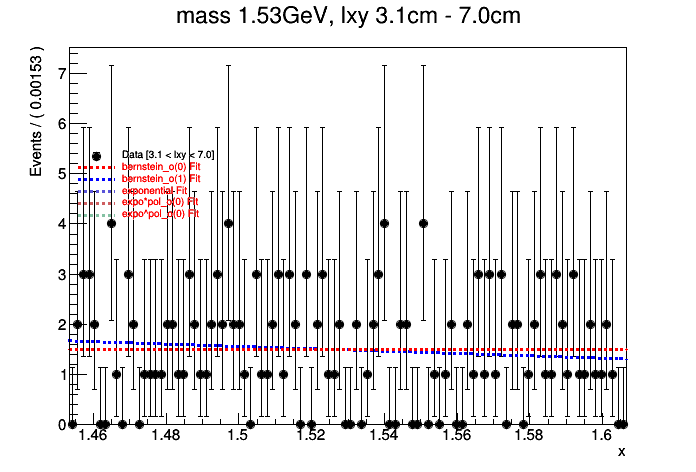 mass 1.53GeV, lxy 3.1cm - 7.0cm
Events / ( 0.00153 )
7
6
5
4
3
2
1
0
Data [3.1 < lxy < 7.0]
bernstein_o(0) Fit
bernstein_o(1) Fit
exponential Fit
expo*pol_o(0) Fit
expo*pol_o(0) Fit
1.46 1.48 1.5 1.52 1.54 1.56 1.58 1.6
x